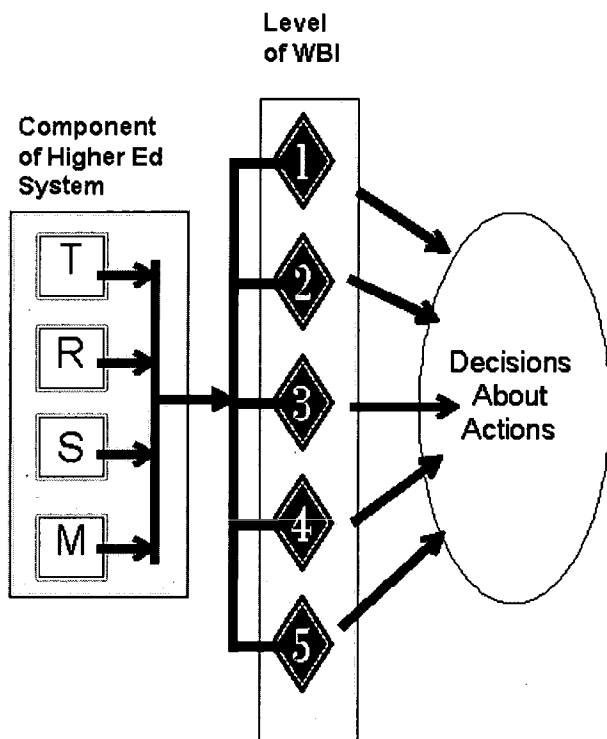 Level
of WBI
Component
of Higher Ed
System
T
R
S
M
1
2
3
4
5
Decisions
About
Actions